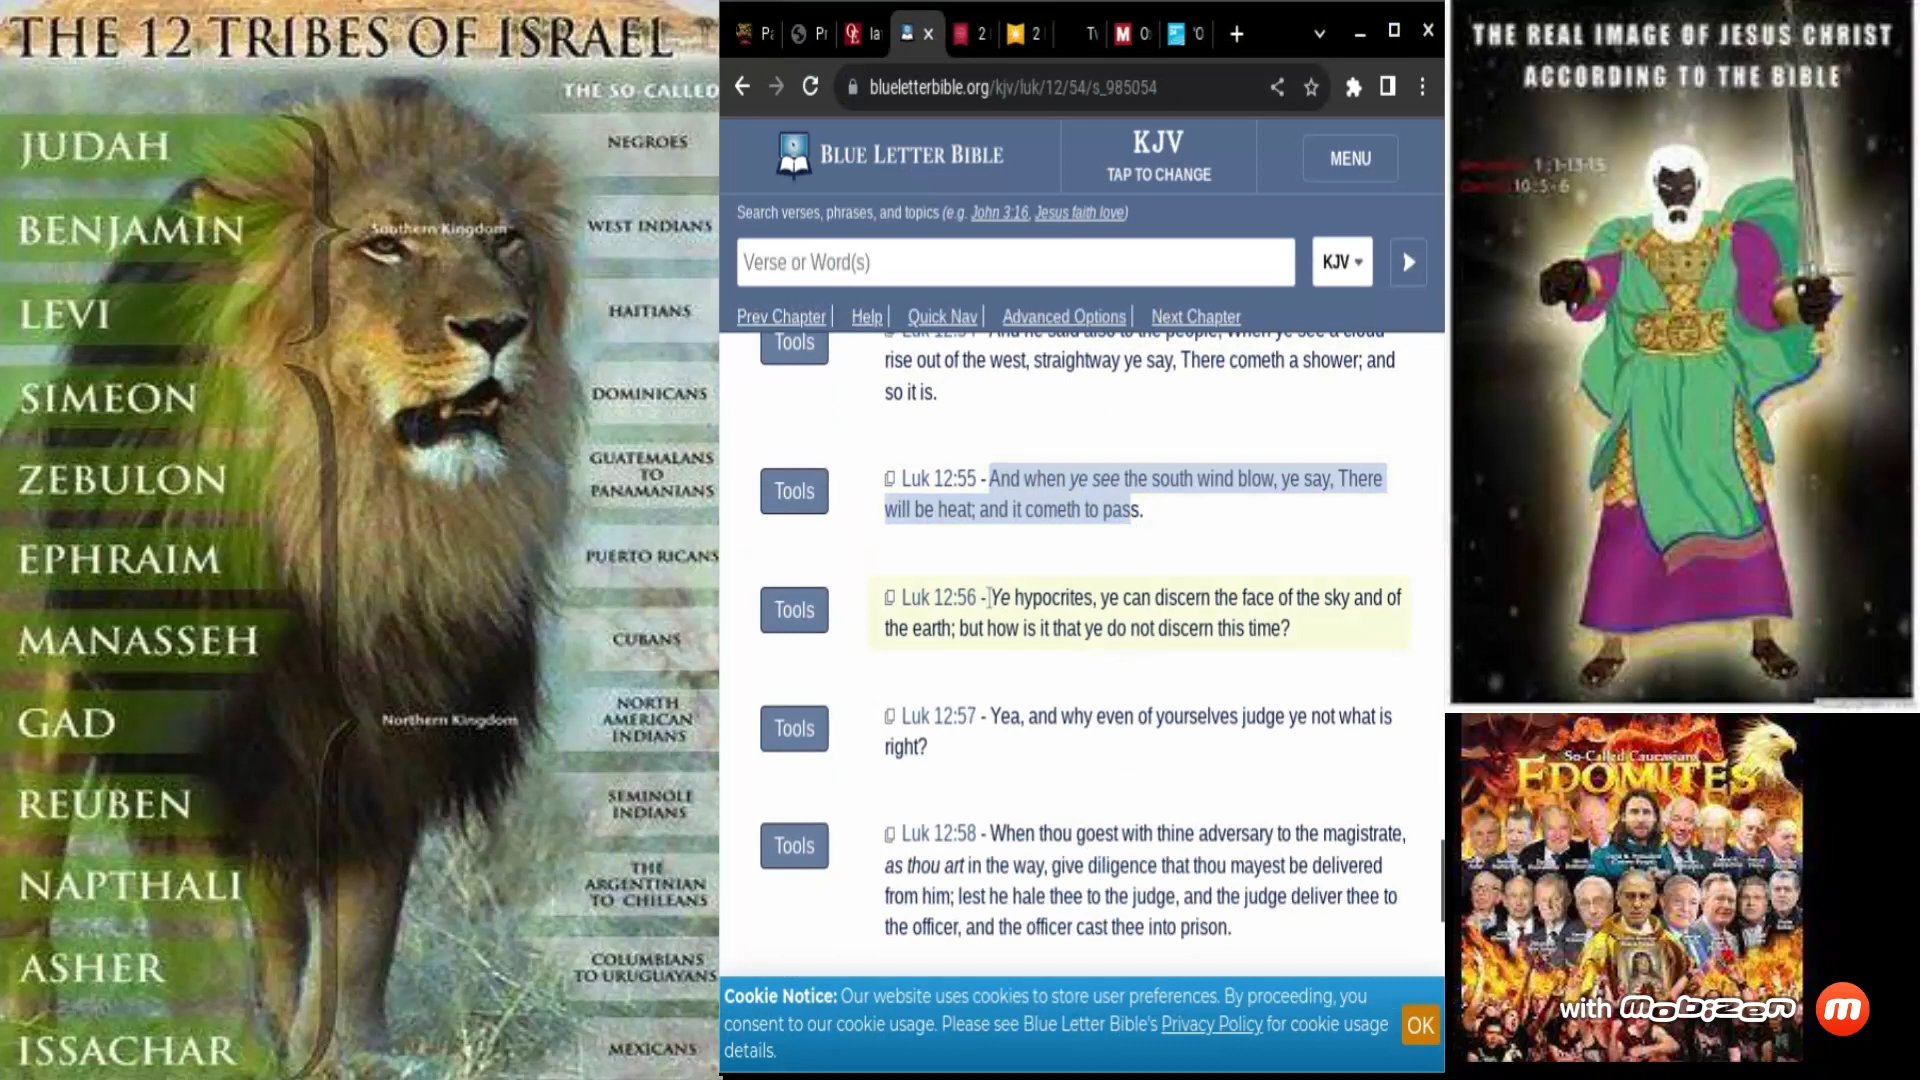 THE 12 TRIBES OF ISRAEL
THE SO-CALLED
JUDAH
NEGROES
BENJAMIN
WEST INDIANS
LEVI
HAITIANS
SIMEON
DOMINICANS
ZEBULON
GUATEMALANS
TO
PANAMANIANS
EPHRAIM
PUERTO RICANS
MANASSEH
CUBANS
GAD
NORTH
AMERICAN
INDIANS
REUBEN
SEMINOLE
INDIANS
NAPTHALI
THE
ARGENTINIAN
TO CHILEANS
ASHER
COLUMBIANS
TO URUGUAYANS
ISSACHAR
MEXICANS
Southern Kingdom
Northern Kingdom
blueletterbible.org/kjv/luk/12/54/s_985054
BLUE LETTER BIBLE
KJV
TAP TO CHANGE
MENU
Search verses, phrases, and topics (e.g. John 3:16, Jesus faith love)
Verse or Word(s)
KJV
Prev Chapter
Help
Quick Nav
Advanced Options
Next Chapter
Tools
rise out of the west, straightway ye say, There cometh a shower; and
so it is.
Tools
Luk 12:55 - And when ye see the south wind blow, ye say, There
will be heat; and it cometh to pass.
Tools
Luk 12:56 - Ye hypocrites, ye can discern the face of the sky and of
the earth; but how is it that ye do not discern this time?
Tools
Luk 12:57 - Yea, and why even of yourselves judge ye not what is
right?
Tools
Luk 12:58 - When thou goest with thine adversary to the magistrate,
as thou art in the way, give diligence that thou mayest be delivered
from him; lest he hale thee to the judge, and the judge deliver thee to
the officer, and the officer cast thee into prison.
Cookie Notice: Our website uses cookies to store user preferences. By proceeding, you
consent to our cookie usage. Please see Blue Letter Bible's Privacy Policy for cookie usage
details.
OK
THE REAL IMAGE OF JESUS CHRIST
ACCORDING TO THE BIBLE
1:1-13-15
10:5-6
So-Called Caucasians
EDOMITES
with mobizen